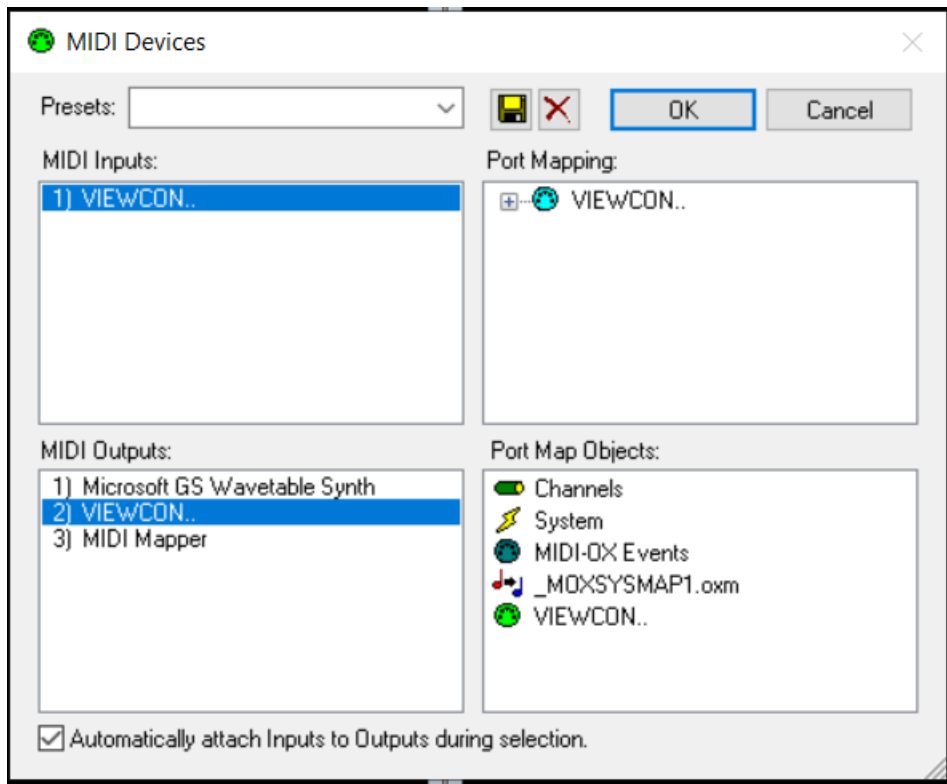 MIDI Devices
Presets:
OK
Cancel
MIDI Inputs:
1) VIEWCON..
Port Mapping:
VIEWCON..
MIDI Outputs:
1) Microsoft GS Wavetable Synth
2) VIEWCON..
3) MIDI Mapper
Port Map Objects:
Channels
System
MIDI-OX Events
_MOXSYSMAP1.oxm
VIEWCON..
Automatically attach Inputs to Outputs during selection.